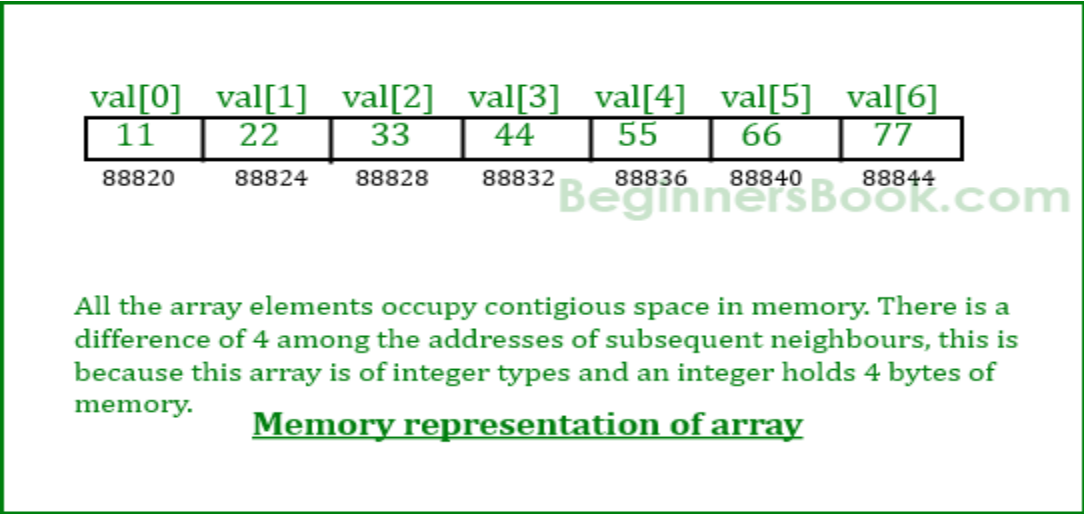 val[0] val[1] val[2] val[3] val[4] val[5] val[6]
11 22 33 44 55 66 77
88820 88824 88828 88832 88836 88840 88844
BeginnersBook.com
All the array elements occupy contigious space in memory. There is a
difference of 4 among the addresses of subsequent neighbours, this is
because this array is of integer types and an integer holds 4 bytes of
memory.
Memory representation of array